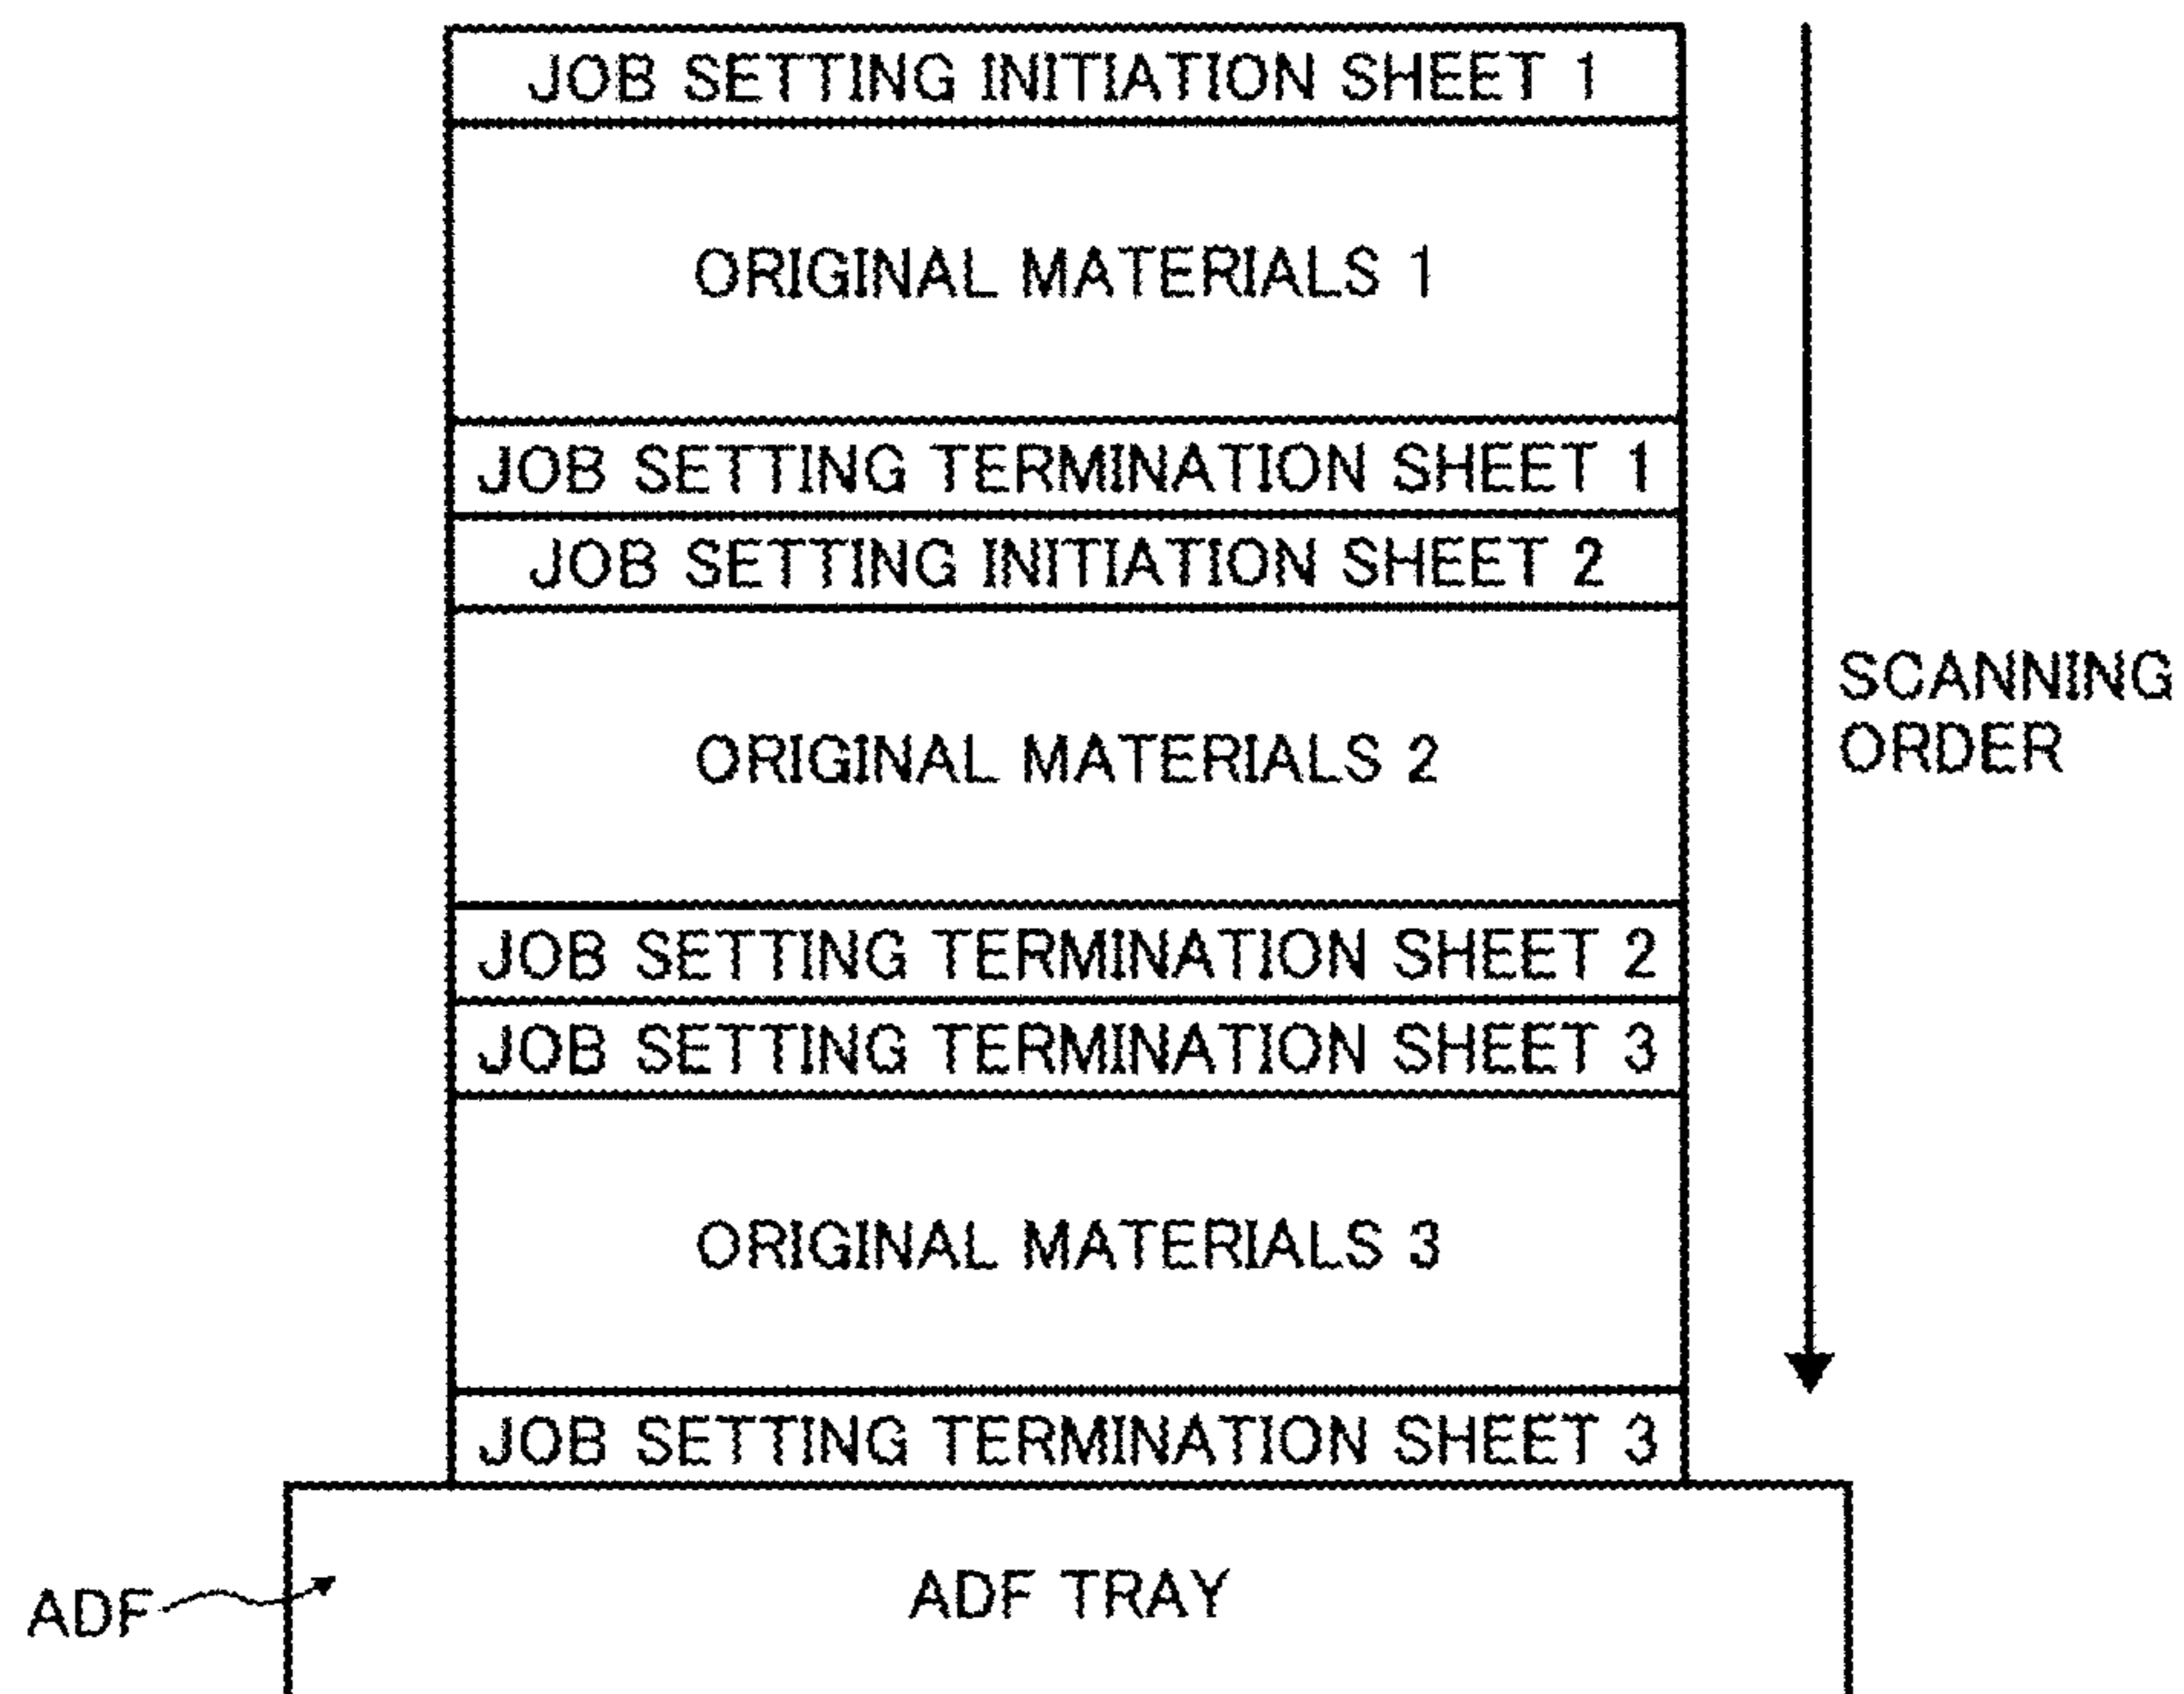 JOB SETTING INITIATION SHEET 1
ORIGINAL MATERIALS 1
JOB SETTING TERMINATION SHEET 1
JOB SETTING INITIATION SHEET 2
ORIGINAL MATERIALS 2
SCANNING
ORDER
JOB SETTING TERMINATION SHEET 2
JOB SETTING TERMINATION SHEET 3
ORIGINAL MATERIALS 3
JOB SETTING TERMINATION SHEET 3
ADF
ADF TRAY